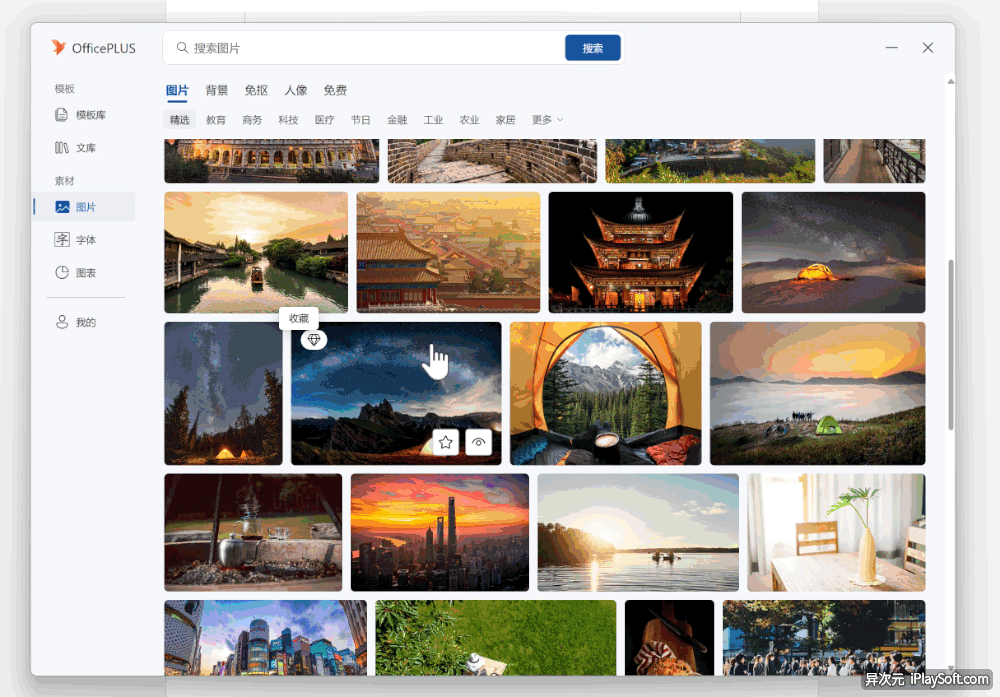 OfficePLUS
搜索图片
搜索
模板
模板库
文库
素材
图片
字体
图表
我的
图片 背景 免抠 人像 免费
精选 教育 商务 科技 医疗 节日 金融 工业 农业 家居 更多
收藏
异次元 iPlaySoft.com